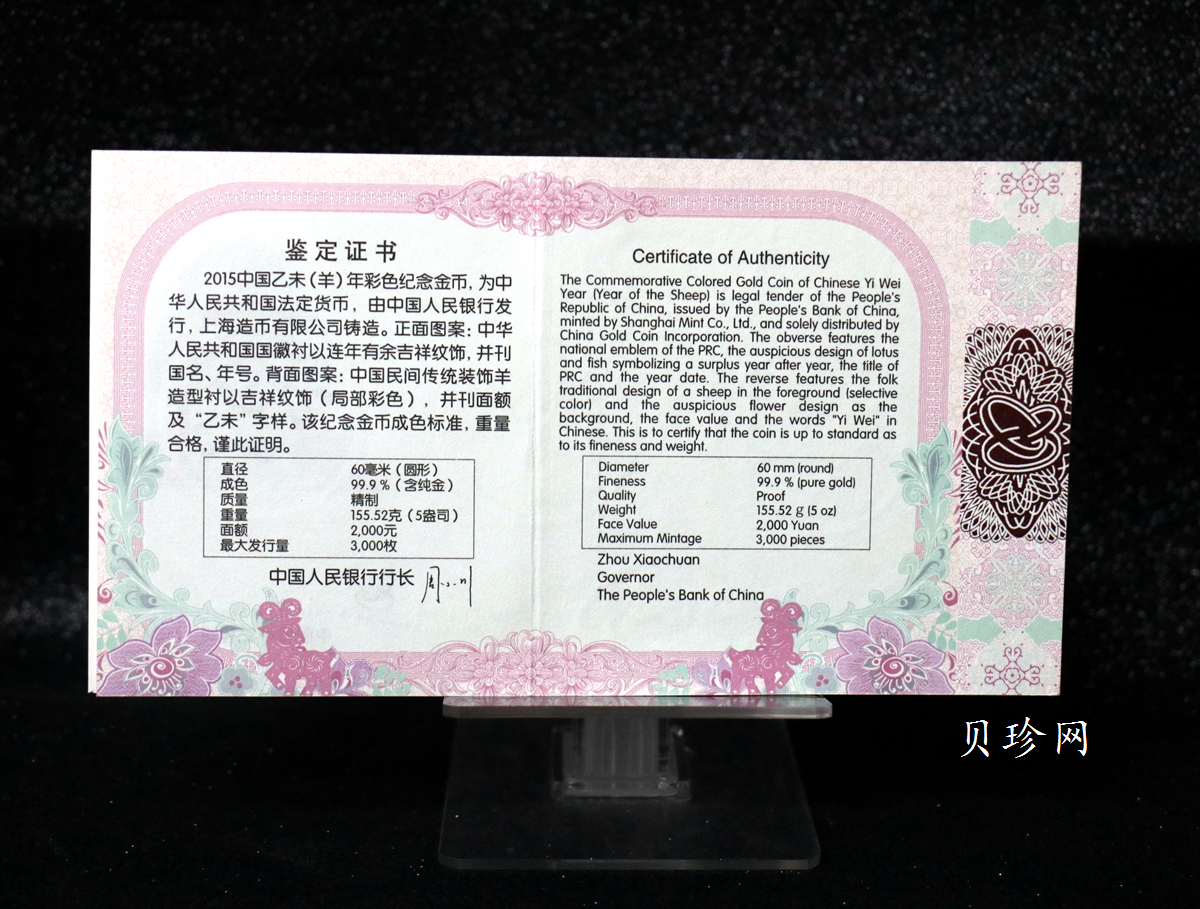 鉴定证书
2015中国乙未（羊）年彩色纪念金币，为中
华人民共和国法定货币，由中国人民银行发
行，上海造币有限公司铸造。正面图案：中华
人民共和国国徽衬以连年有余吉祥纹饰，并刊
国名、年号。背面图案：中国民间传统装饰羊
造型衬以吉祥纹饰（局部彩色），并刊面额
及“乙未”字样。该纪念金币成色标准，重量
合格，谨此证明。
直径 60毫米（圆形）
成色 99.9％（含纯金）
质量 精制
重量 155.52克（5盎司）
面额 2,000元
最大发行量 3,000枚
中国人民银行行长
Certificate of Authenticity
The Commemorative Colored Gold Coin of Chinese Yi Wei
Year (Year of the Sheep) is legal tender of the People's
Republic of China, issued by the People's Bank of China,
minted by Shanghai Mint Co., Ltd., and solely distributed by
China Gold Coin Incorporation. The obverse features the
national emblem of the PRC, the auspicious design of lotus
and fish symbolizing a surplus year after year, the title of
PRC and the year date. The reverse features the folk
traditional design of a sheep in the foreground (selective
color) and the auspicious flower design as the
background, the face value and the words "Yi Wei" in
Chinese. This is to certify that the coin is up to standard as
to its fineness and weight.
Diameter 60 mm (round)
Fineness 99.9 % (pure gold)
Quality Proof
Weight 155.52 g (5 oz)
Face Value 2,000 Yuan
Maximum Mintage 3,000 pieces
Zhou Xiaochuan
Governor
The People's Bank of China
贝珍网